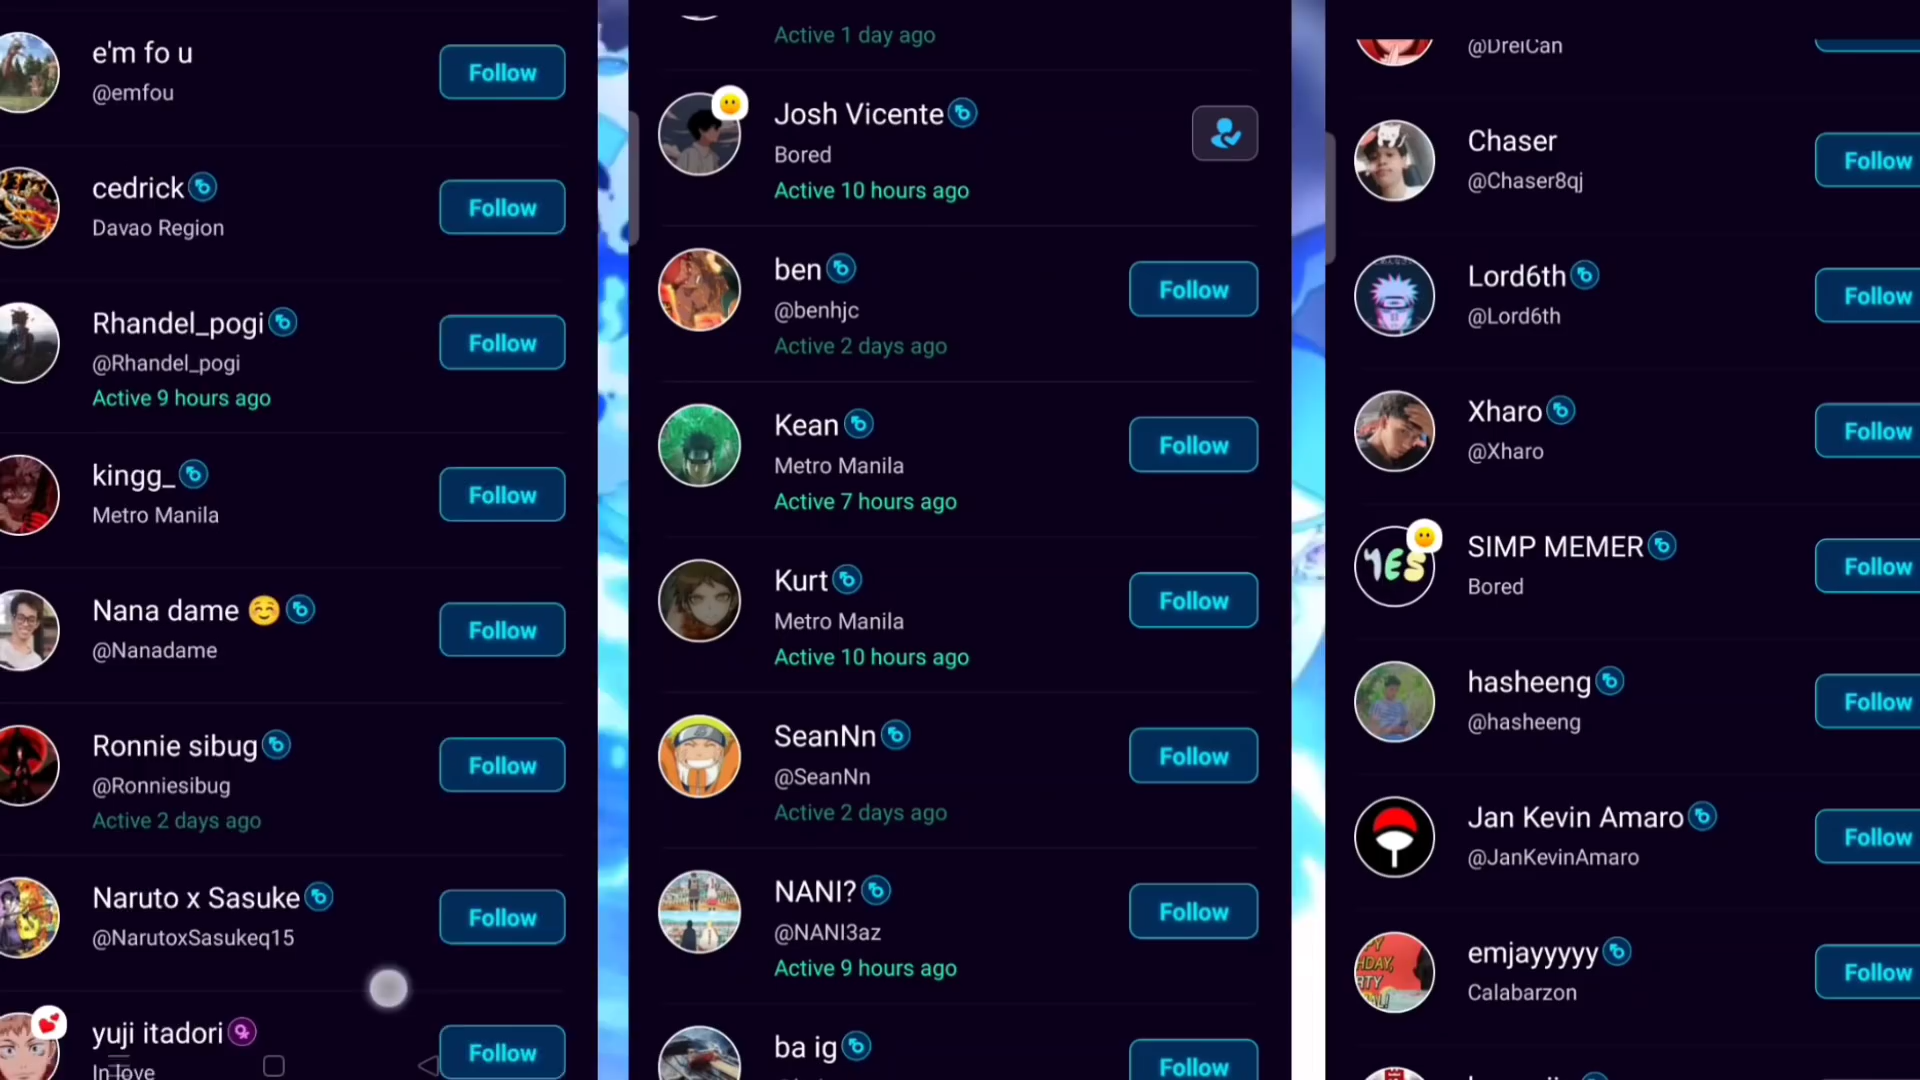 e'm fo u
@emfou
Follow
cedrick
Davao Region
Follow
Rhandel_pogi
@Rhandel_pogi
Active 9 hours ago
Follow
kingg_
Metro Manila
Follow
Nana dame
@Nanadame
Follow
Ronnie sibug
@Ronniesibug
Active 2 days ago
Follow
Naruto x Sasuke
@NarutoxSasukeq15
Follow
yuji itadori
In love
Follow
Active 1 day ago
Josh Vicente
Bored
Active 10 hours ago
ben
@benhjc
Active 2 days ago
Follow
Kean
Metro Manila
Active 7 hours ago
Follow
Kurt
Metro Manila
Active 10 hours ago
Follow
SeanNn
@SeanNn
Active 2 days ago
Follow
NANI?
@NANI3az
Active 9 hours ago
Follow
ba ig
Follow
@DreiCan
Chaser
@Chaser8qj
Follow
Lord6th
@Lord6th
Follow
Xharo
@Xharo
Follow
YES
SIMP MEMER
Bored
Follow
hasheeng
@hasheeng
Follow
Jan Kevin Amaro
@JanKevinAmaro
Follow
emjayyyyy
Calabarzon
Follow